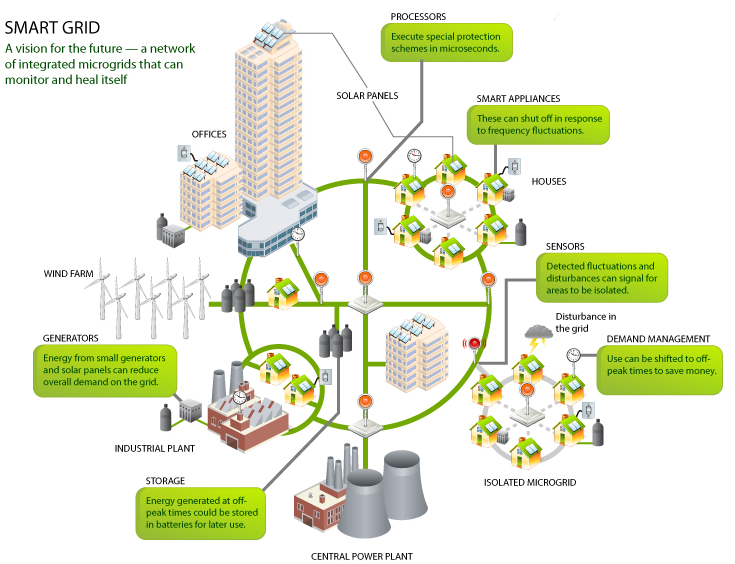 SMART GRID
A vision for the future — a network
of integrated microgrids that can
monitor and heal itself
PROCESSORS
Execute special protection
schemes in microseconds.
SOLAR PANELS
SMART APPLIANCES
These can shut off in response
to frequency fluctuations.
OFFICES
HOUSES
SENSORS
Detected fluctuations and
disturbances can signal for
areas to be isolated.
WIND FARM
Disturbance in
the grid
GENERATORS
Energy from small generators
and solar panels can reduce
overall demand on the grid.
DEMAND MANAGEMENT
Use can be shifted to off-
peak times to save money.
INDUSTRIAL PLANT
STORAGE
Energy generated at off-
peak times could be stored
in batteries for later use.
ISOLATED MICROGRID
CENTRAL POWER PLANT